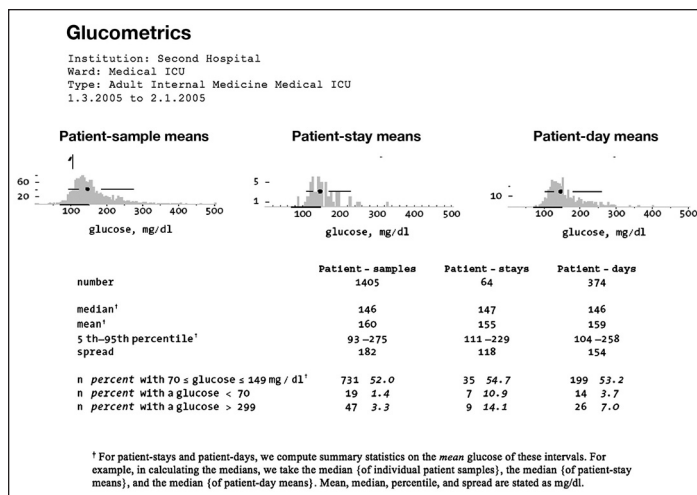 Glucometrics
Institution: Second Hospital
Ward: Medical ICU
Type: Adult Internal Medicine Medical ICU
1.3.2005 to 2.1.2005
Patient-sample means Patient-stay means Patient-day means
60 5
20 1 10
100 200 300 400 500 100 200 300 400 500 100 200 300 400 500
glucose, mg/dl glucose, mg/dl glucose, mg/dl
Patient – samples Patient – stays Patient – days
number 1405 64 374
median† 146 147 146
mean† 160 155 159
5 th–95th percentile† 93 –275 111 –229 104 –258
spread 182 118 154
n percent with 70 ≤ glucose ≤ 149 mg / dl† 731 52.0 35 54.7 199 53.2
n percent with a glucose < 70 19 1.4 7 10.9 14 3.7
n percent with a glucose > 299 47 3.3 9 14.1 26 7.0
† For patient-stays and patient-days, we compute summary statistics on the mean glucose of these intervals. For
example, in calculating the medians, we take the median {of individual patient samples}, the median {of patient-stay
means}, and the median {of patient-day means}. Mean, median, percentile, and spread are stated as mg/dl.